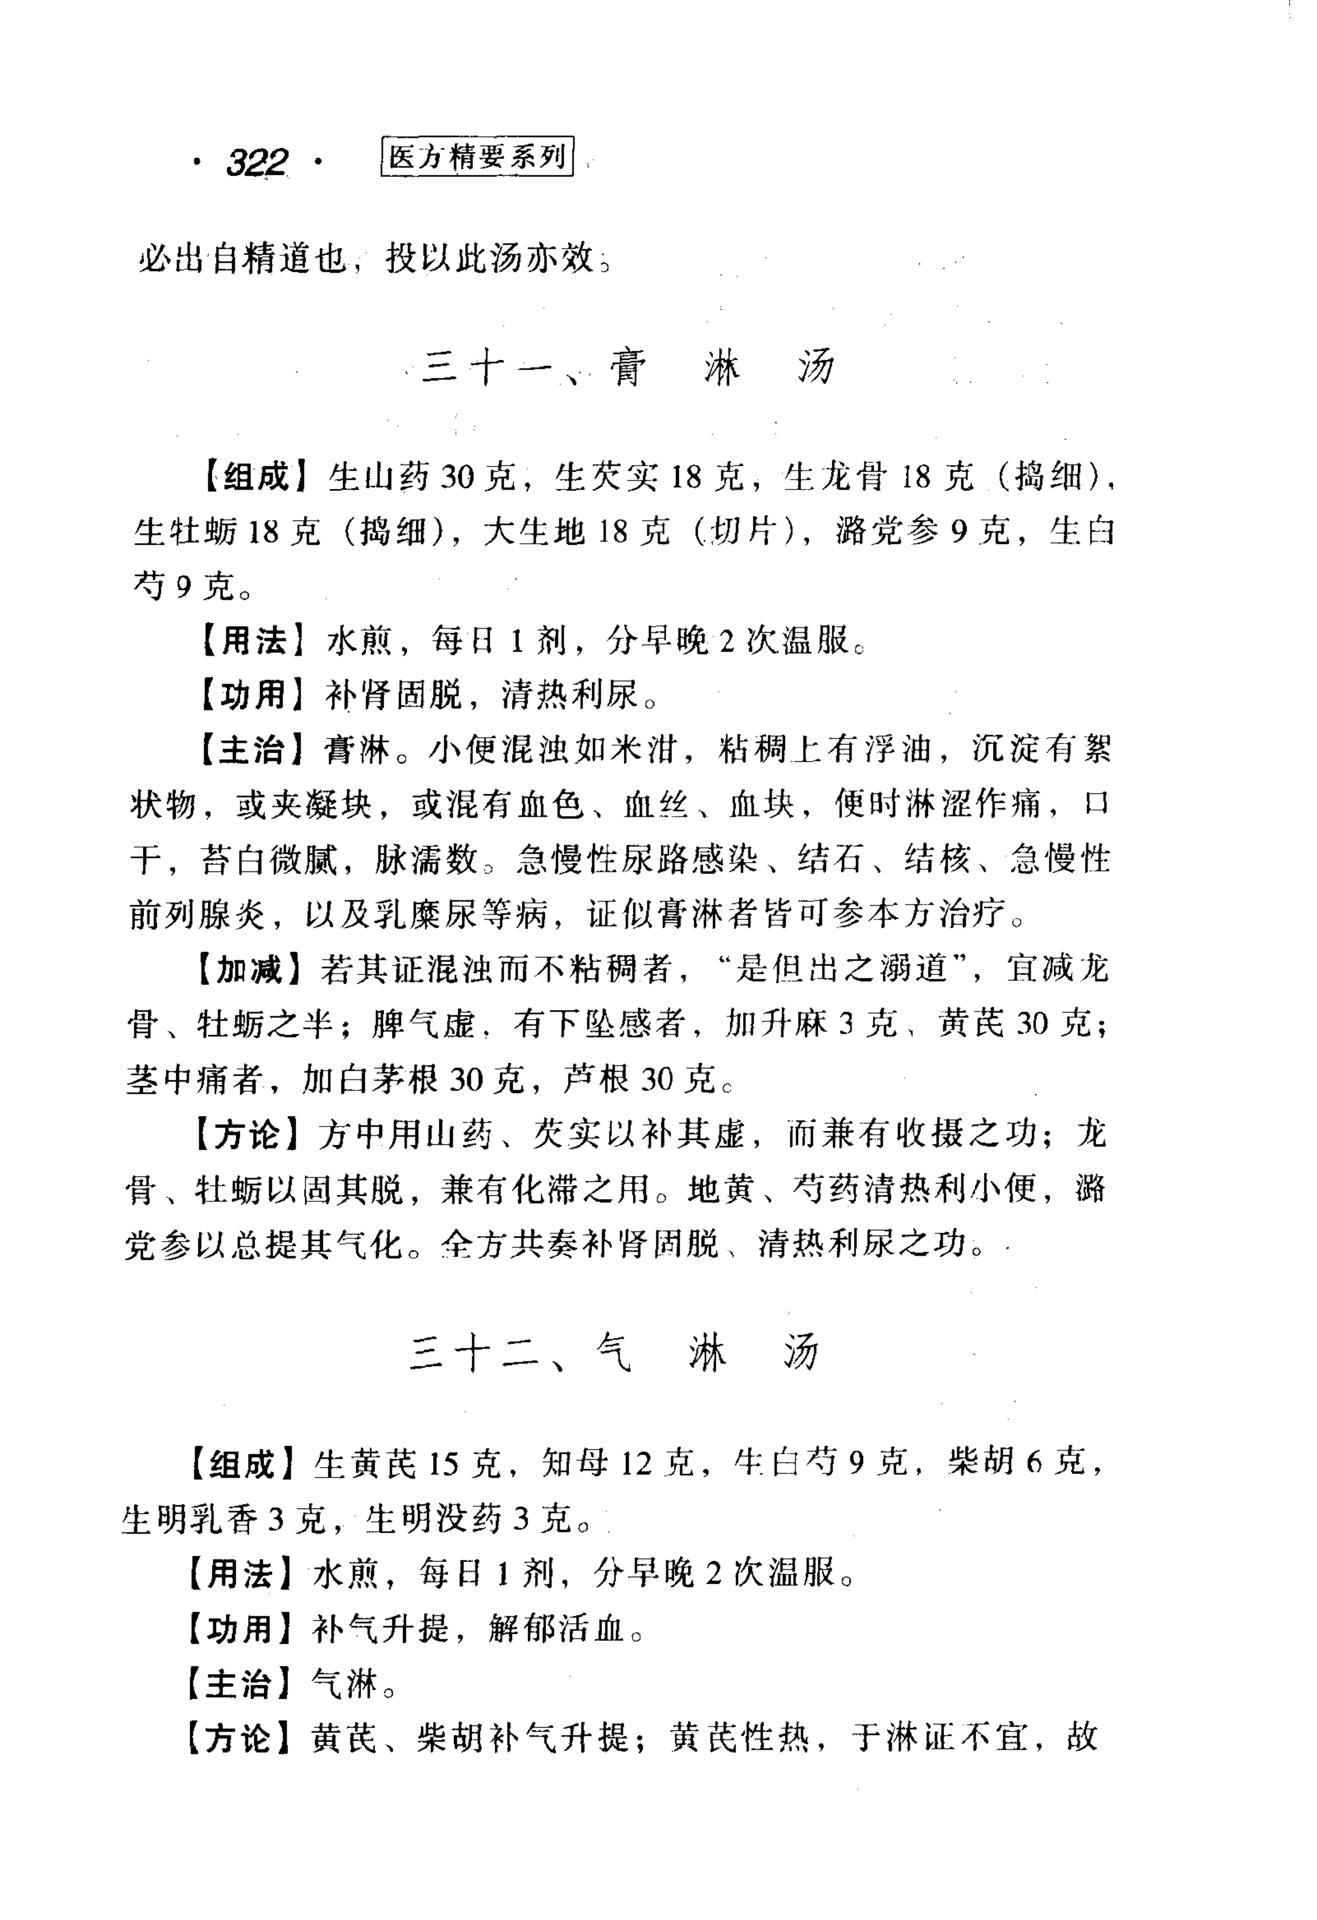 · 322 · 医方精要系列
必出自精道也，投以此汤亦效。
三十一、膏 淋 汤
【组成】生山药 30 克，生芡实 18 克，生龙骨 18 克（捣细），
生牡蛎 18 克（捣细），大生地 18 克（切片），潞党参 9 克，生白
芍 9 克。
【用法】水煎，每日 1 剂，分早晚 2 次温服。
【功用】补肾固脱，清热利尿。
【主治】膏淋。小便混浊如米泔，粘稠上有浮油，沉淀有絮
状物，或夹凝块，或混有血色、血丝、血块，便时淋涩作痛，口
干，苔白微腻，脉濡数。急慢性尿路感染、结石、结核、急慢性
前列腺炎，以及乳糜尿等病，证似膏淋者皆可参本方治疗。
【加减】若其证混浊而不粘稠者，“是但出之溺道”，宜减龙
骨、牡蛎之半；脾气虚，有下坠感者，加升麻 3 克、黄芪 30 克；
茎中痛者，加白茅根 30 克，芦根 30 克。
【方论】方中用山药、芡实以补其虚，而兼有收摄之功；龙
骨、牡蛎以固其脱，兼有化滞之用。地黄、芍药清热利小便，潞
党参以总提其气化。全方共奏补肾固脱、清热利尿之功。
三十二、气 淋 汤
【组成】生黄芪 15 克，知母 12 克，生白芍 9 克，柴胡 6 克，
生明乳香 3 克，生明没药 3 克。
【用法】水煎，每日 1 剂，分早晚 2 次温服。
【功用】补气升提，解郁活血。
【主治】气淋。
【方论】黄芪、柴胡补气升提；黄芪性热，于淋证不宜，故